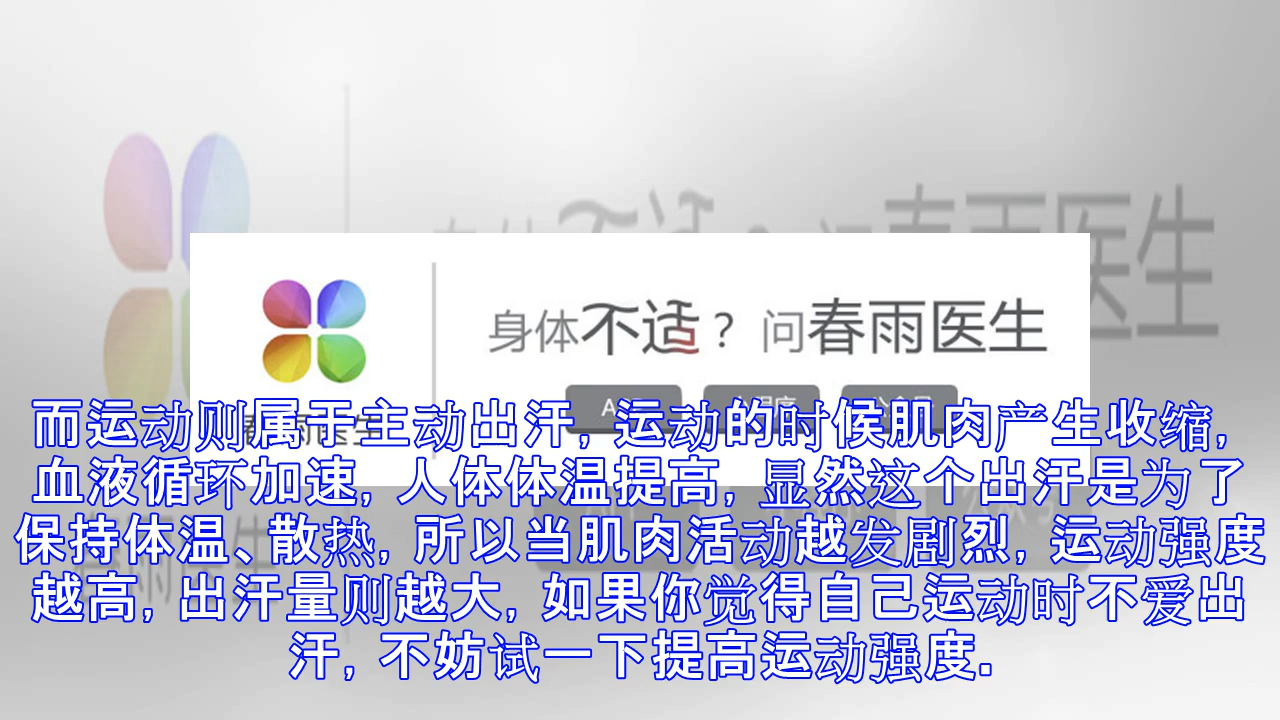 身体不适？问春雨医生
而运动则属于主动出汗，运动的时候肌肉产生收缩，
血液循环加速，人体体温提高，显然这个出汗是为了
保持体温、散热，所以当肌肉活动越发剧烈，运动强度
越高，出汗量则越大，如果你觉得自己运动时不爱出
汗，不妨试一下提高运动强度.